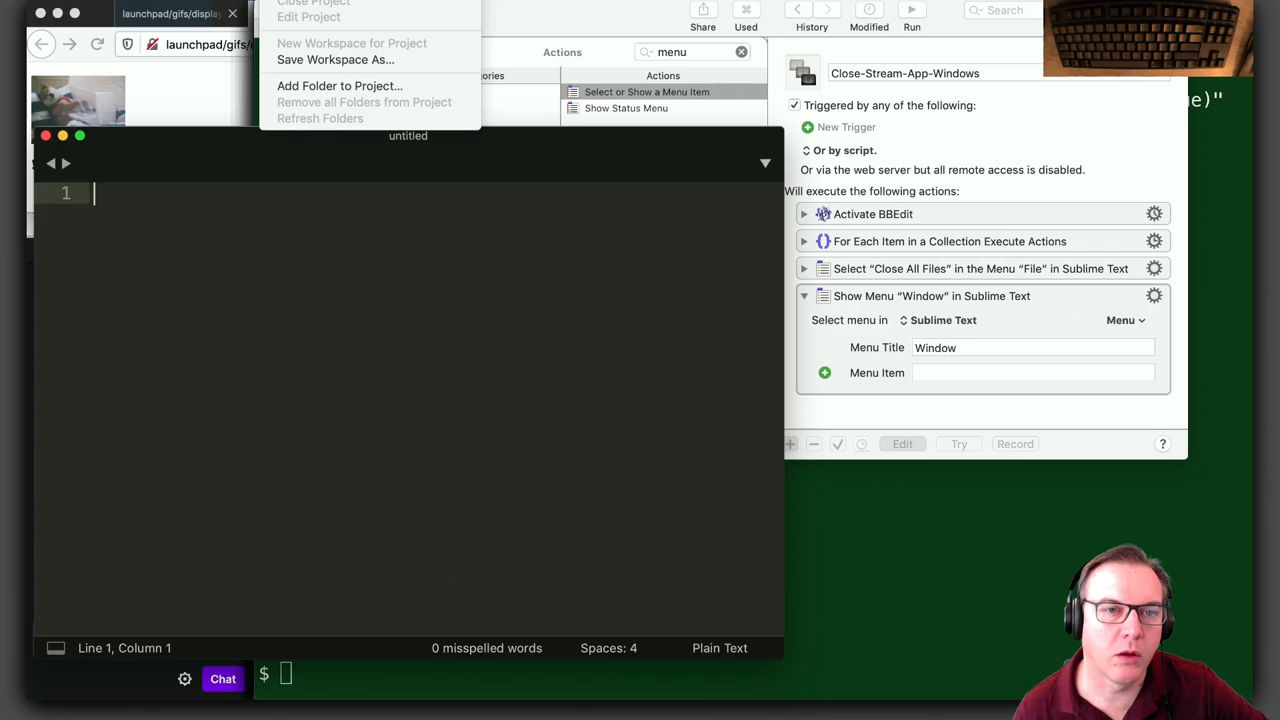 launchpad/gifs/display
launchpad/gifs/
Close Project
Edit Project
New Workspace for Project
Save Workspace As...
Add Folder to Project...
Remove all Folders from Project
Refresh Folders
Actions
menu
ories
Actions
Select or Show a Menu Item
Show Status Menu
Share
Used
History
Modified
Run
Search
Close-Stream-App-Windows
Triggered by any of the following:
New Trigger
Or by script.
Or via the web server but all remote access is disabled.
Will execute the following actions:
Activate BBEdit
For Each Item in a Collection Execute Actions
Select “Close All Files” in the Menu “File” in Sublime Text
Show Menu “Window” in Sublime Text
Select menu in Sublime Text Menu
Menu Title Window
Menu Item
Edit Try Record ?
e)"
untitled
1
Line 1, Column 1
0 misspelled words
Spaces: 4
Plain Text
Chat
$